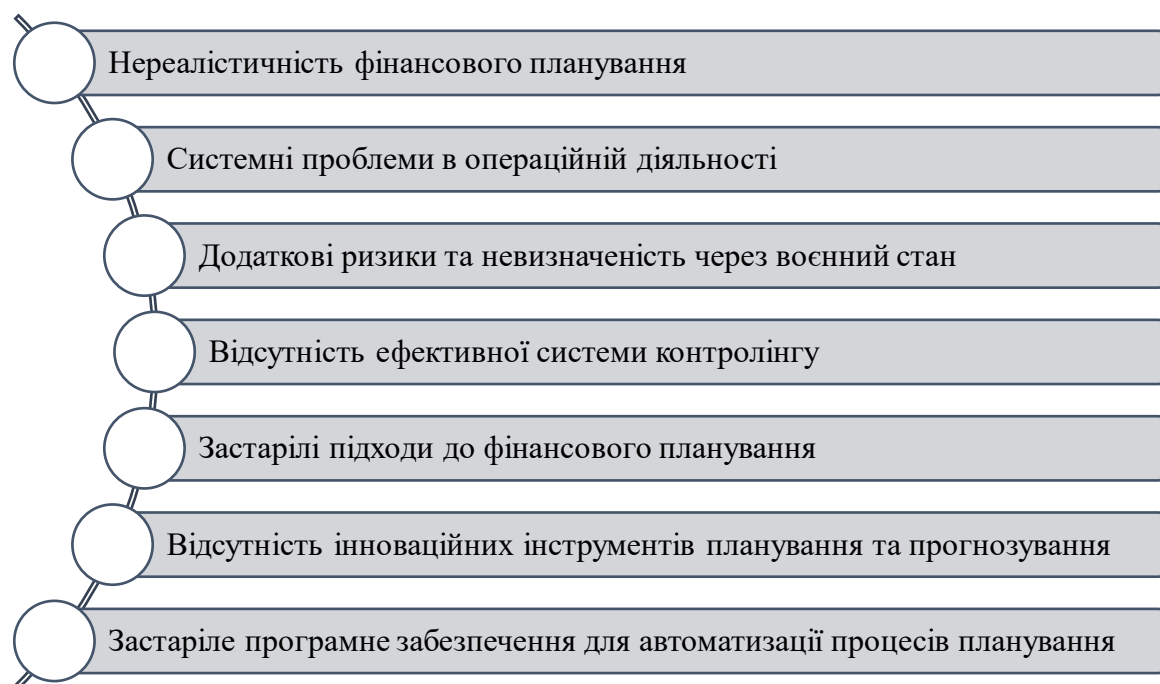 Нереалістичність фінансового планування
Системні проблеми в операційній діяльності
Додаткові ризики та невизначеність через воєнний стан
Відсутність ефективної системи контролінгу
Застарілі підходи до фінансового планування
Відсутність інноваційних інструментів планування та прогнозування
Застаріле програмне забезпечення для автоматизації процесів планування